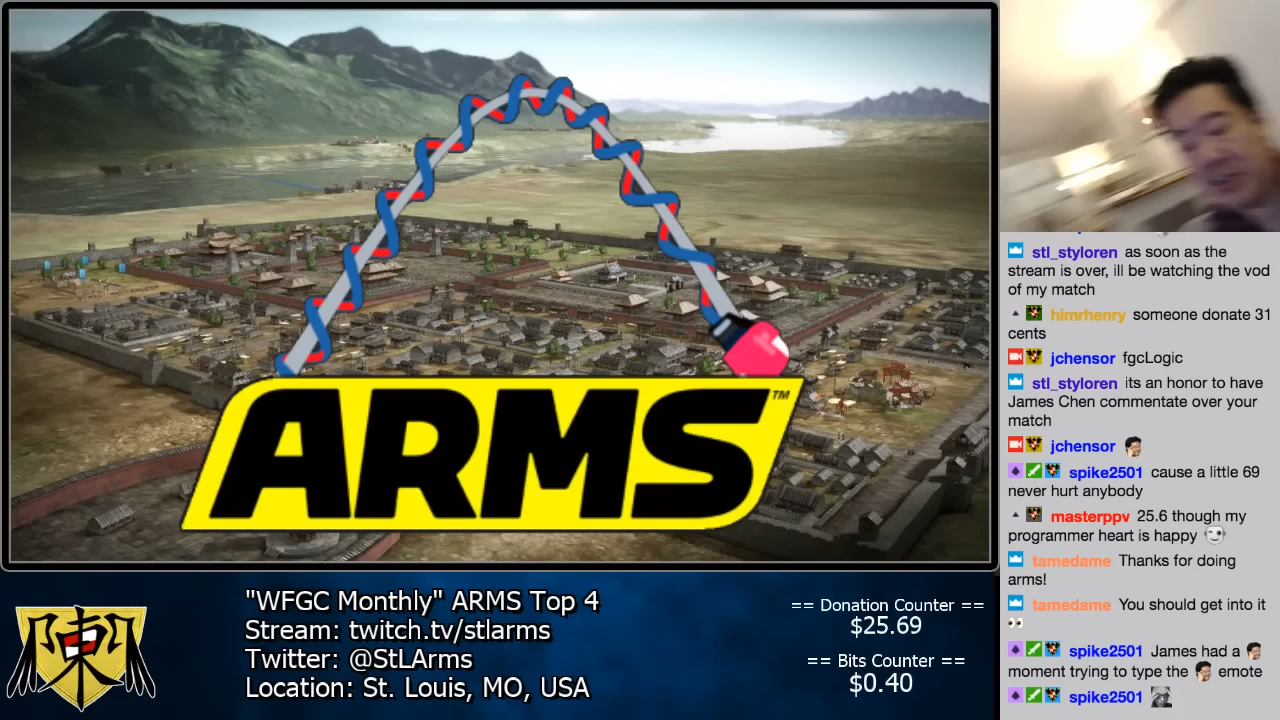 ARMS™
"WFGC Monthly" ARMS Top 4
Stream: twitch.tv/stlarms
Twitter: @StLArms
Location: St. Louis, MO, USA
== Donation Counter ==
$25.69
== Bits Counter ==
$0.40
stl_styloren as soon as the
stream is over, ill be watching the vod
of my match
himrhenry someone donate 31
cents
jchensor fgcLogic
stl_styloren its an honor to have
James Chen commentate over your
match
jchensor
spike2501 cause a little 69
never hurt anybody
masterppv 25.6 though my
programmer heart is happy
tamedame Thanks for doing
arms!
tamedame You should get into it
spike2501 James had a
moment trying to type the emote
spike2501